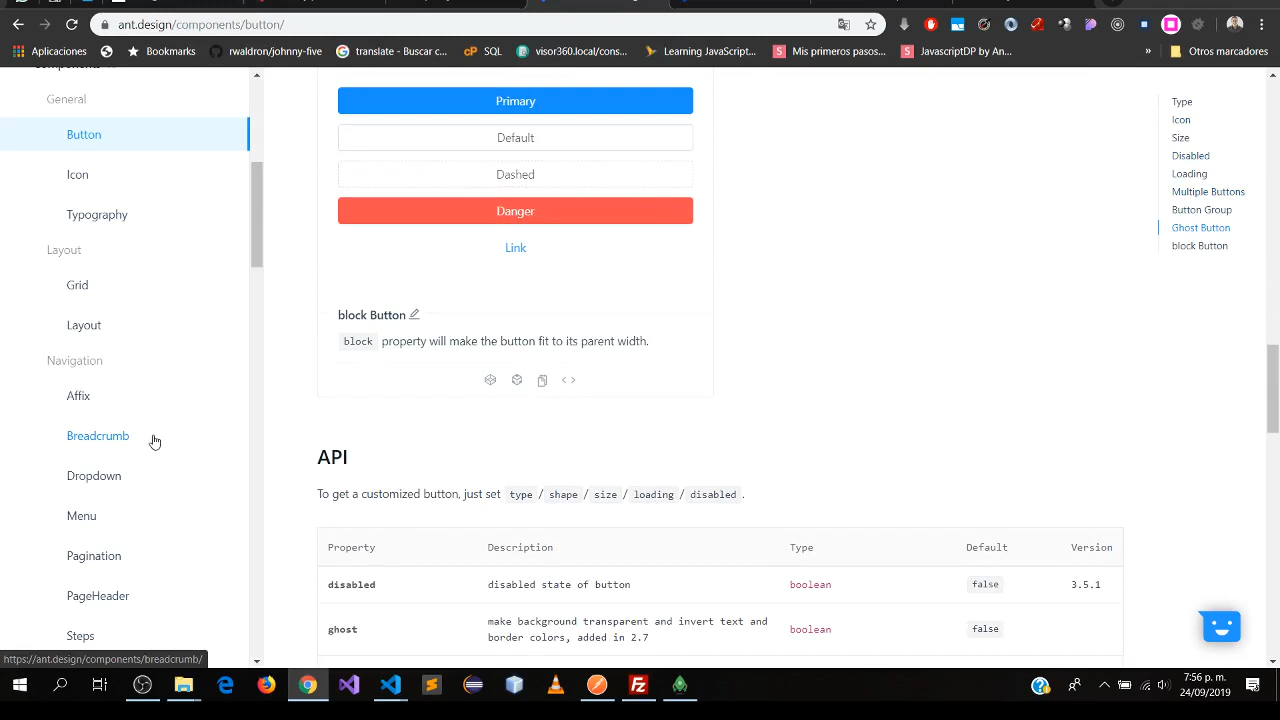 ant.design/components/button/
Aplicaciones
Bookmarks
rwaldron/johnny-five
translate - Buscar c...
cP SQL
visor360.local/cons...
Learning JavaScript...
Mis primeros pasos...
JavascriptDP by An...
»
Otros marcadores
Components
General
Button
Icon
Typography
Layout
Grid
Layout
Navigation
Affix
Breadcrumb
Dropdown
Menu
Pagination
PageHeader
Steps
https://ant.design/components/breadcrumb/
Primary
Default
Dashed
Danger
Link
block Button
block property will make the button fit to its parent width.
API
To get a customized button, just set type / shape / size / loading / disabled .
Property Description Type Default Version
disabled disabled state of button boolean false 3.5.1
ghost make background transparent and invert text and boolean false
border colors, added in 2.7
Type
Icon
Size
Disabled
Loading
Multiple Buttons
Button Group
Ghost Button
block Button
7:56 p. m.
24/09/2019